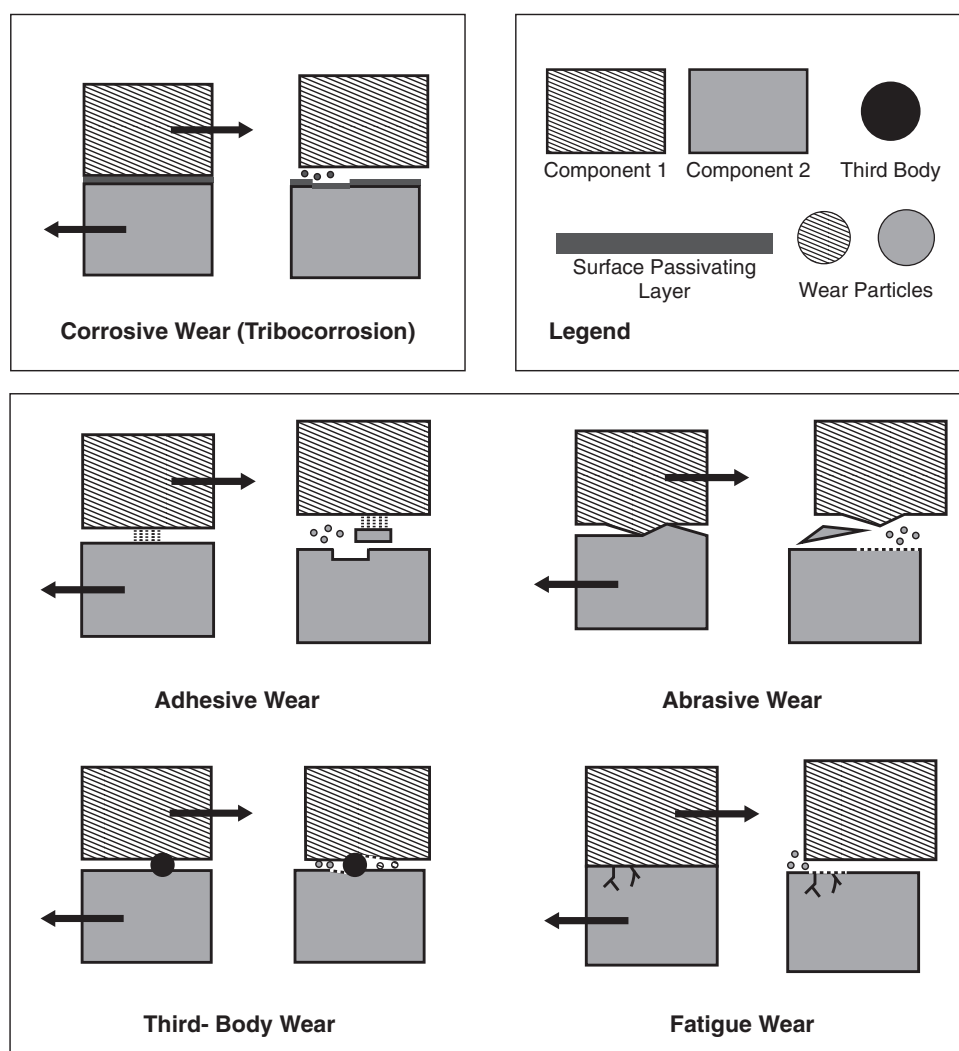 Corrosive Wear (Tribocorrosion)
Component 1
Component 2
Third Body
Surface Passivating
Layer
Wear Particles
Legend
Adhesive Wear
Abrasive Wear
Third- Body Wear
Fatigue Wear